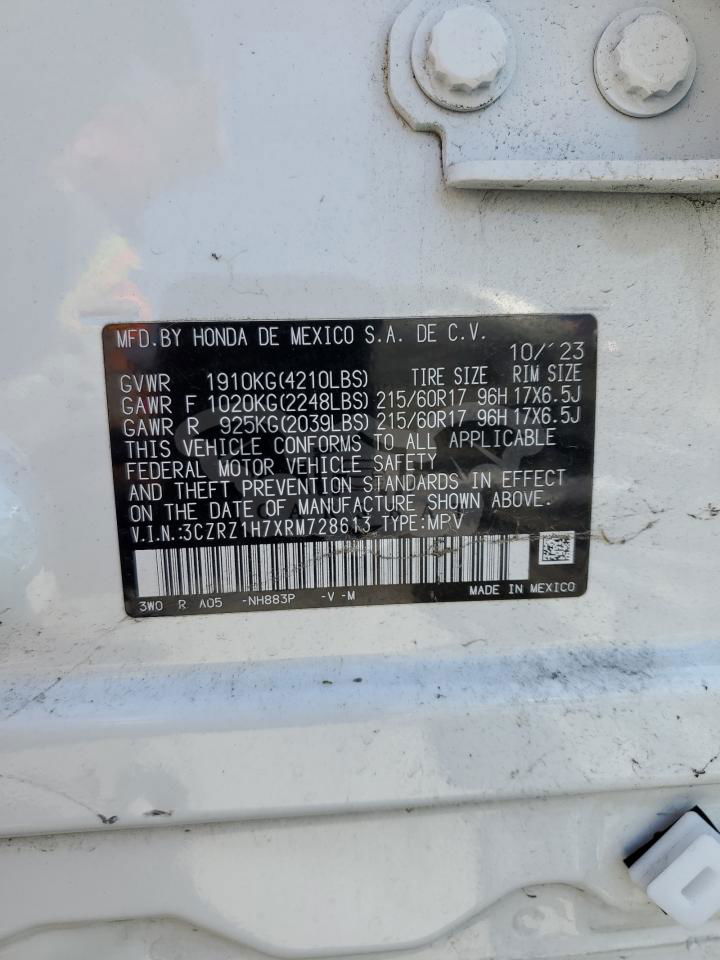 MFD.BY HONDA DE MEXICO S.A. DE C.V.
10/´23
GVWR 1910KG(4210LBS) TIRE SIZE RIM SIZE
GAWR F 1020KG(2248LBS) 215/60R17 96H 17X6.5J
GAWR R 925KG(2039LBS) 215/60R17 96H 17X6.5J
THIS VEHICLE CONFORMS TO ALL APPLICABLE
FEDERAL MOTOR VEHICLE SAFETY
AND THEFT PREVENTION STANDARDS IN EFFECT
ON THE DATE OF MANUFACTURE SHOWN ABOVE.
V.I.N.:3CZRZ1H7XRM728613 TYPE:MPV
3W0 R A05 -NH883P -V -M MADE IN MEXICO